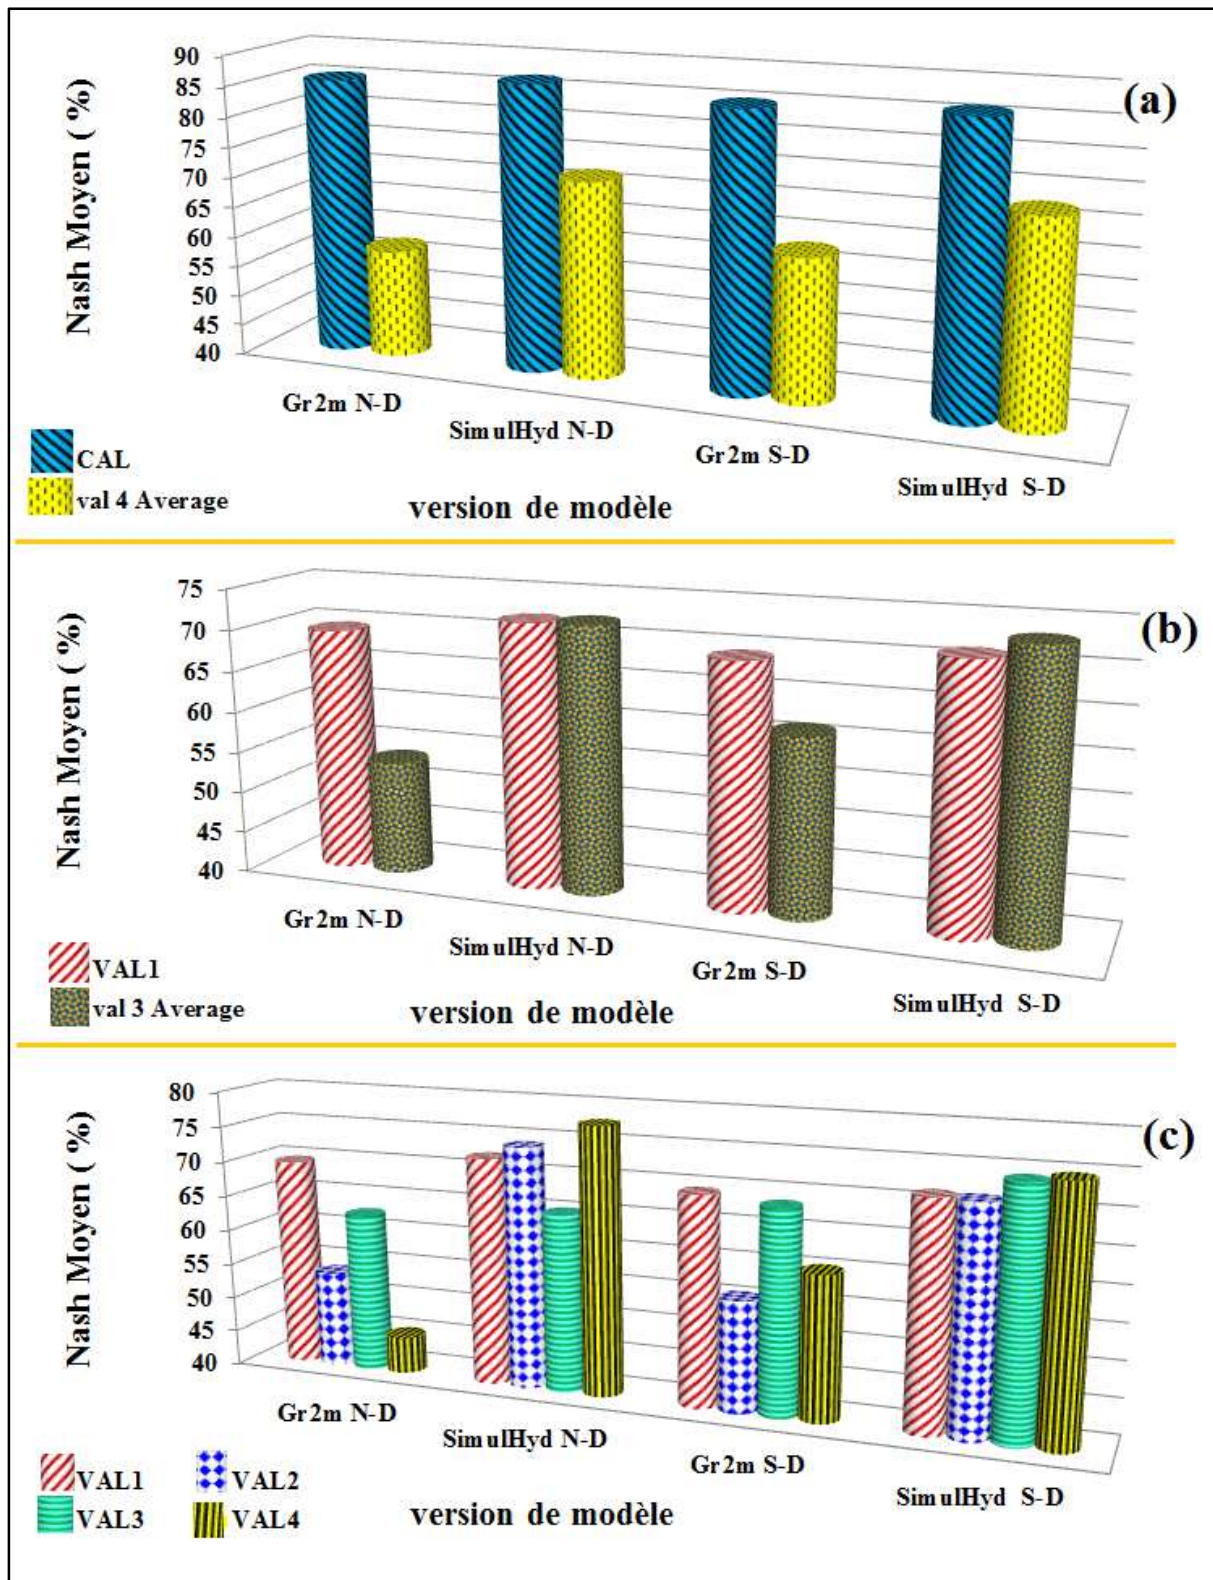 (a)
Nash Moyen ( %)
90
85
80
75
70
65
60
55
50
45
40
Gr2m N-D
SimulHyd N-D
Gr2m S-D
SimulHyd S-D
CAL
val 4 Average
version de modèle
(b)
Nash Moyen ( %)
75
70
65
60
55
50
45
40
Gr2m N-D
SimulHyd N-D
Gr2m S-D
SimulHyd S-D
VAL1
val 3 Average
version de modèle
(c)
Nash Moyen ( %)
80
75
70
65
60
55
50
45
40
Gr2m N-D
SimulHyd N-D
Gr2m S-D
SimulHyd S-D
VAL1
VAL2
VAL3
VAL4
version de modèle